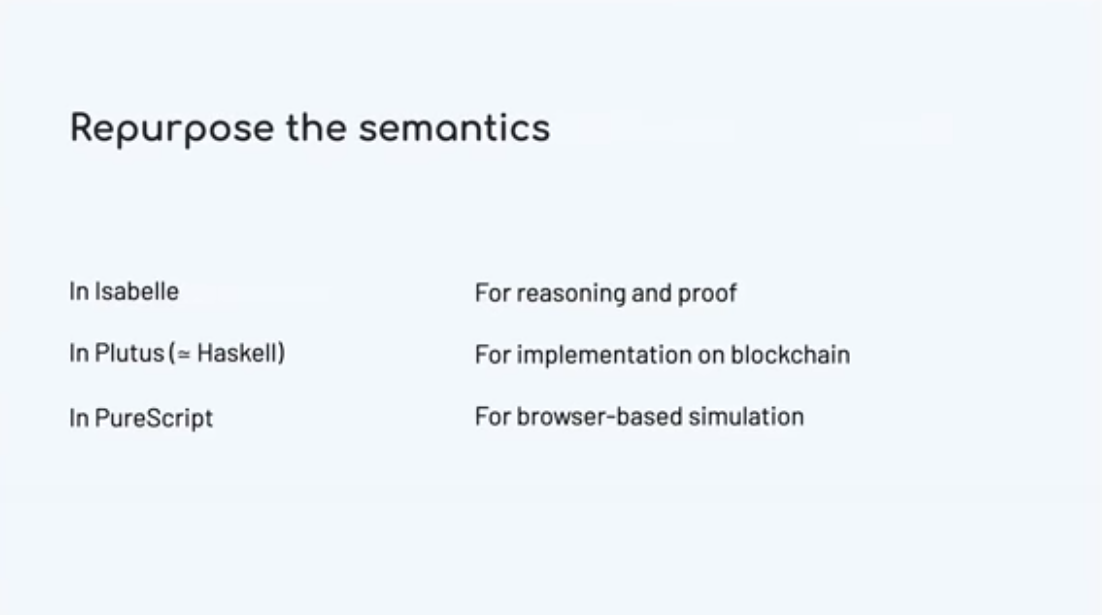 Repurpose the semantics
In Isabelle For reasoning and proof
In Plutus (≃ Haskell) For implementation on blockchain
In PureScript For browser-based simulation